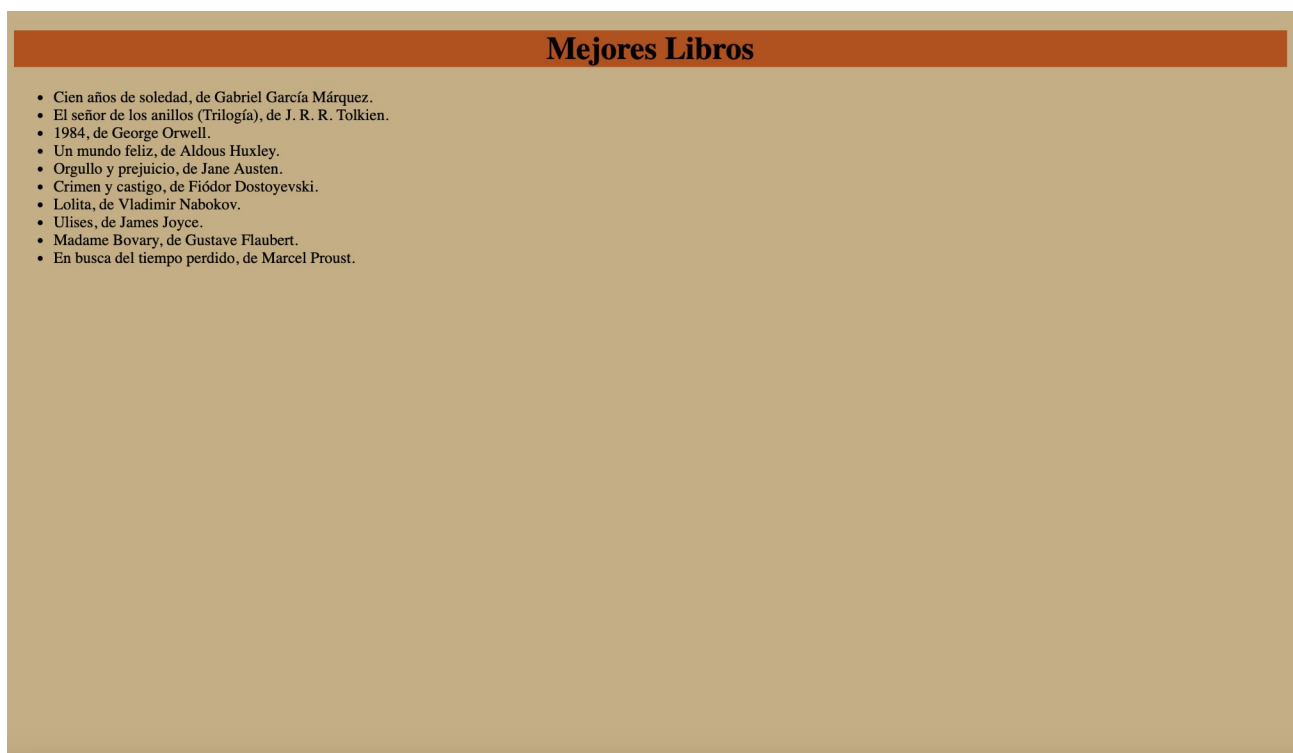 Mejores Libros
Cien años de soledad, de Gabriel García Márquez.
El señor de los anillos (Trilogía), de J. R. R. Tolkien.
1984, de George Orwell.
Un mundo feliz, de Aldous Huxley.
Orgullo y prejuicio, de Jane Austen.
Crimen y castigo, de Fiódor Dostoyevski.
Lolita, de Vladimir Nabokov.
Ulises, de James Joyce.
Madame Bovary, de Gustave Flaubert.
En busca del tiempo perdido, de Marcel Proust.